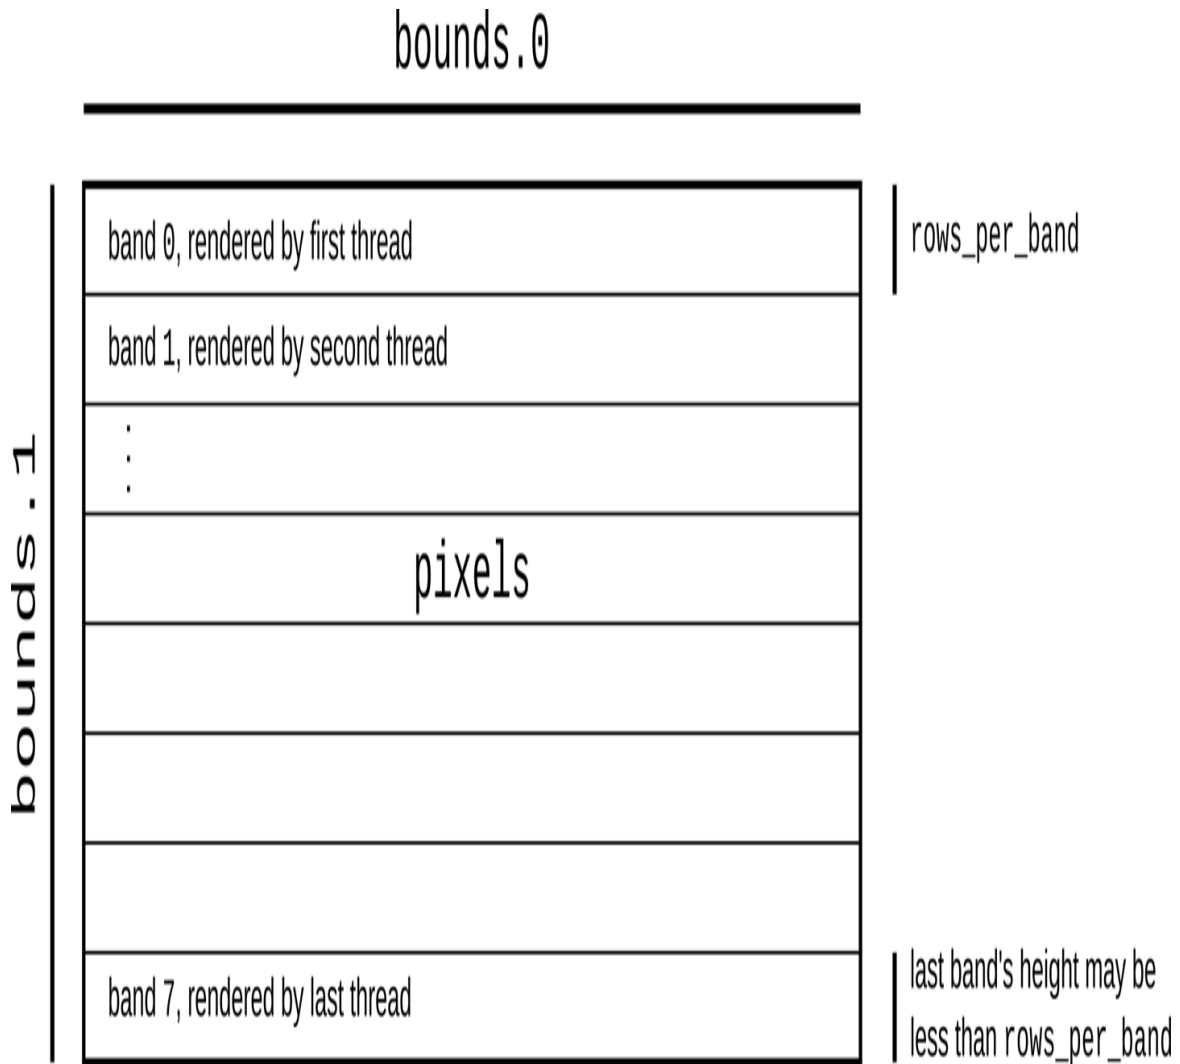 bounds.0
band 0, rendered by first thread
rows_per_band
band 1, rendered by second thread
.
.
.
bounds.1
pixels
band 7, rendered by last thread
last band's height may be
less than rows_per_band